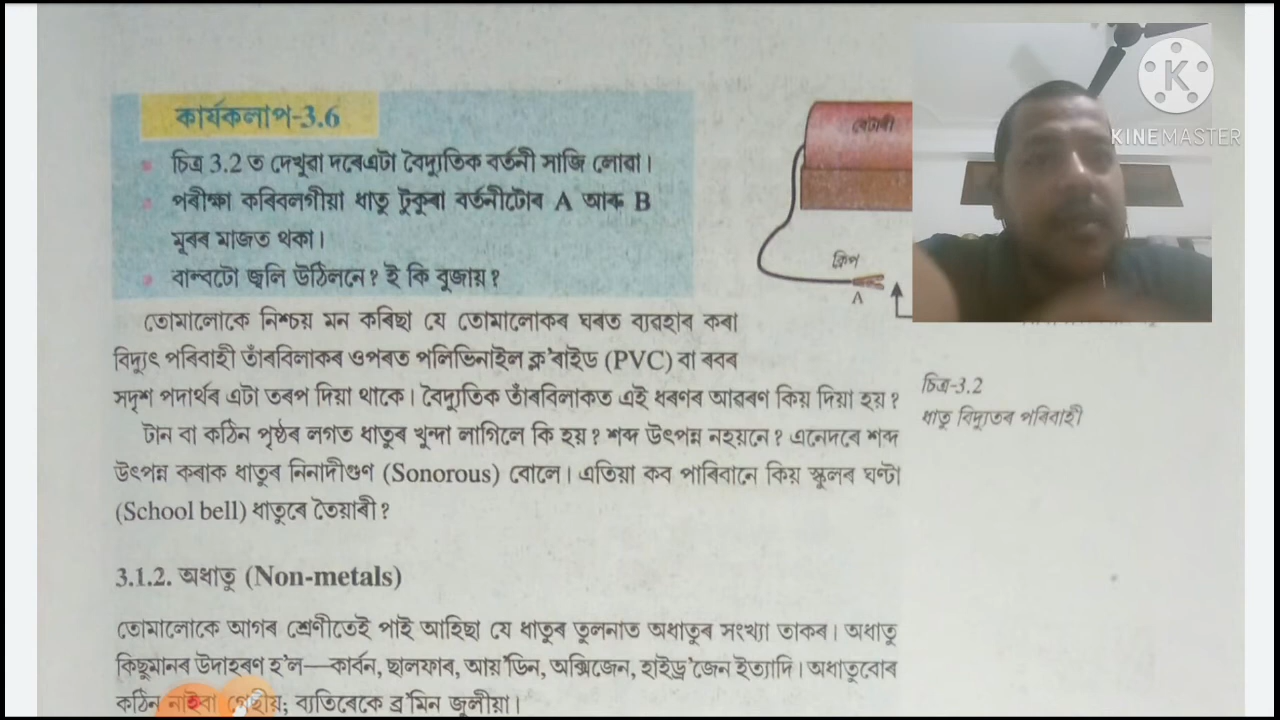 কাৰ্যকলাপ-3.6
চিত্ৰ 3.2 ত দেখুৱা দৰেএটা বৈদ্যুতিক বৰ্তনী সাজি লোৱা।
পৰীক্ষা কৰিবলগীয়া ধাতু টুকুৰা বৰ্তনীটোৰ A আৰু B
মূৰৰ মাজত থকা।
বাল্বটো জ্বলি উঠিলনে? ই কি বুজায়?
বেটাৰী
ক্লিপ
A
তোমালোকে নিশ্চয় মন কৰিছা যে তোমালোকৰ ঘৰত ব্যৱহাৰ কৰা
বিদ্যুৎ পৰিবাহী তাঁৰবিলাকৰ ওপৰত পলিভিনাইল ক্ল'ৰাইড (PVC) বা ৰবৰ
সদৃশ পদাৰ্থৰ এটা তৰপ দিয়া থাকে। বৈদ্যুতিক তাঁৰবিলাকত এই ধৰণৰ আৱৰণ কিয় দিয়া হয়?
টান বা কঠিন পৃষ্ঠৰ লগত ধাতুৰ খুন্দা লাগিলে কি হয়? শব্দ উৎপন্ন নহয়নে? এনেদৰে শব্দ
উৎপন্ন কৰাক ধাতুৰ নিনাদীগুণ (Sonorous) বোলে। এতিয়া কব পাৰিবানে কিয় স্কুলৰ ঘণ্টা
(School bell) ধাতুৰে তৈয়াৰী?
চিত্ৰ-3.2
ধাতু বিদ্যুতৰ পৰিবাহী
3.1.2. অধাতু (Non-metals)
তোমালোকে আগৰ শ্ৰেণীতেই পাই আহিছা যে ধাতুৰ তুলনাত অধাতুৰ সংখ্যা তাকৰ। অধাতু
কিছুমানৰ উদাহৰণ হ'ল—কাৰ্বন, ছালফাৰ, আয়'ডিন, অক্সিজেন, হাইড্ৰ'জেন ইত্যাদি। অধাতুবোৰ
কঠিন নাইবা গেছীয়; ব্যতিৰেকে ব্ৰ'মিন জুলীয়া।
K
KINEMASTER